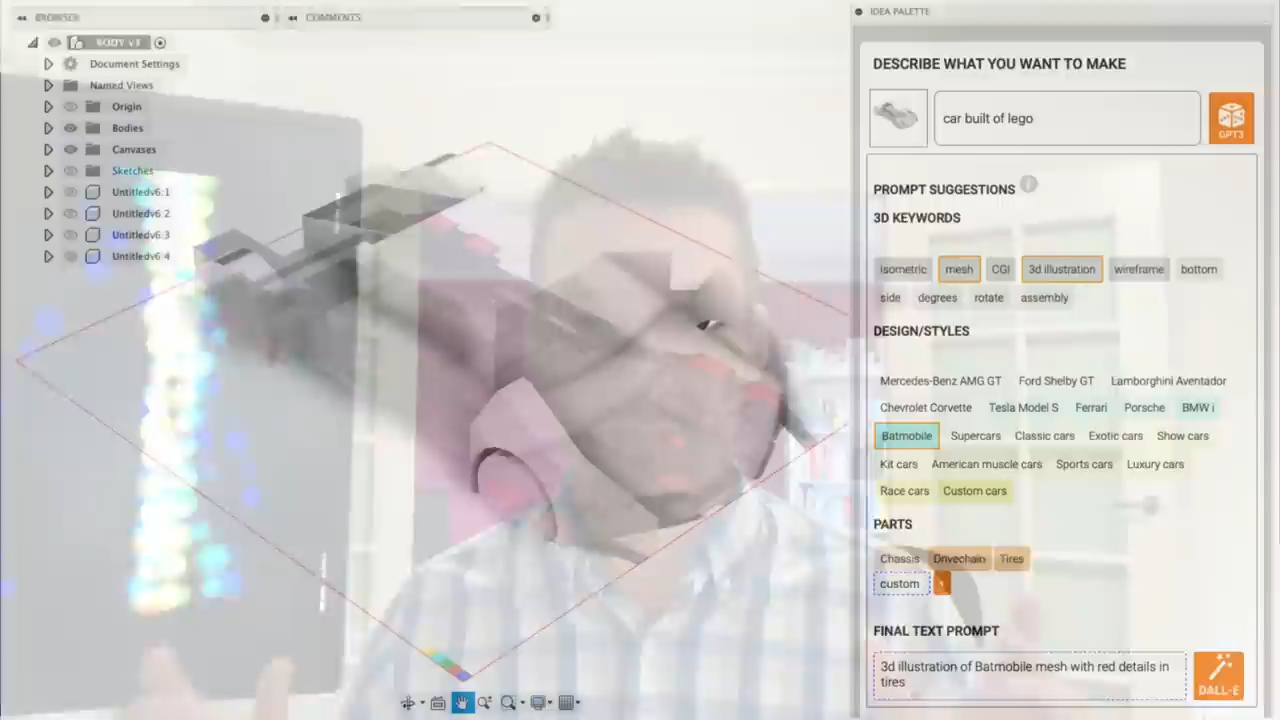 BROWSER
COMMENTS
BODY v1
Document Settings
Named Views
Origin
Bodies
Canvases
Sketches
Untitledv6:1
Untitledv6:2
Untitledv6:3
Untitledv6:4
IDEA PALETTE
DESCRIBE WHAT YOU WANT TO MAKE
car built of lego
GPT3
PROMPT SUGGESTIONS
3D KEYWORDS
isometric mesh CGI 3d illustration wireframe bottom
side degrees rotate assembly
DESIGN/STYLES
Mercedes-Benz AMG GT Ford Shelby GT Lamborghini Aventador
Chevrolet Corvette Tesla Model S Ferrari Porsche BMW i
Batmobile Supercars Classic cars Exotic cars Show cars
Kit cars American muscle cars Sports cars Luxury cars
Race cars Custom cars
PARTS
Chassis Drivechain Tires
custom
FINAL TEXT PROMPT
3d illustration of Batmobile mesh with red details in
tires
DALL-E